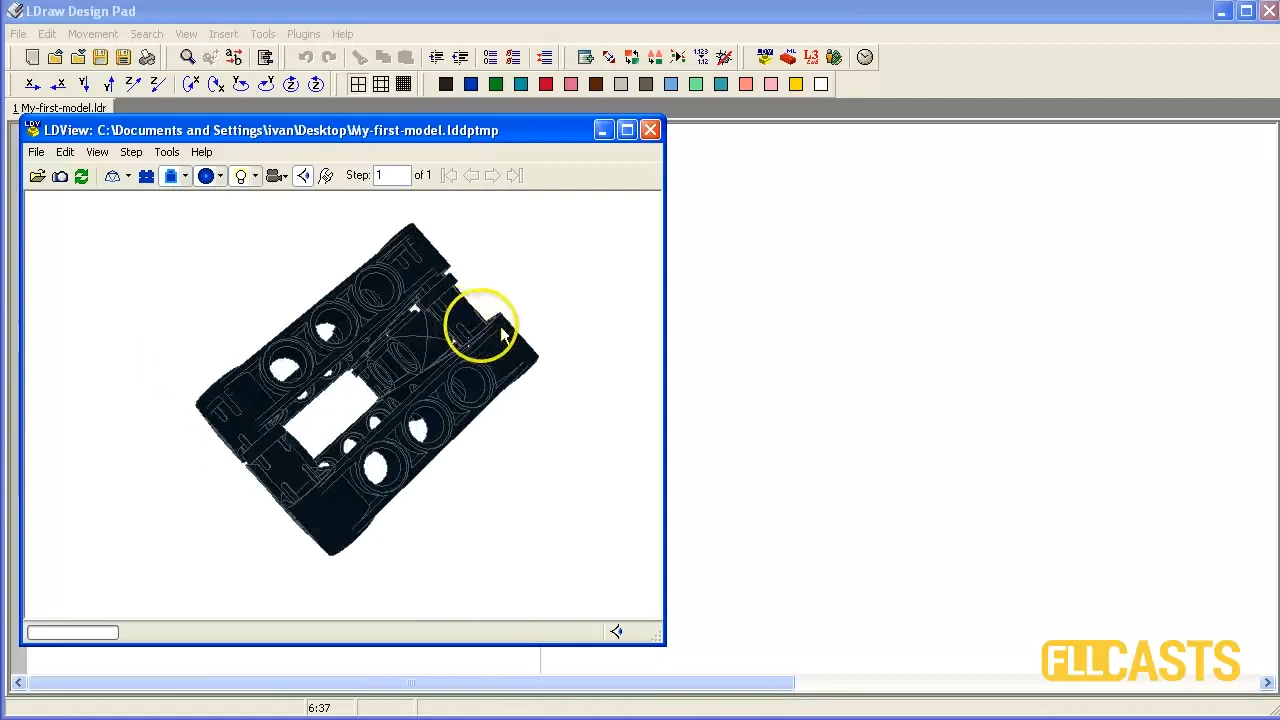 LDraw Design Pad
File Edit Movement Search View Insert Tools Plugins Help
1 My-first-model.ldr
LDView: C:\Documents and Settings\ivan\Desktop\My-first-model.lddptmp
File Edit View Step Tools Help
Step: 1 of 1
FLLCASTS
6:37